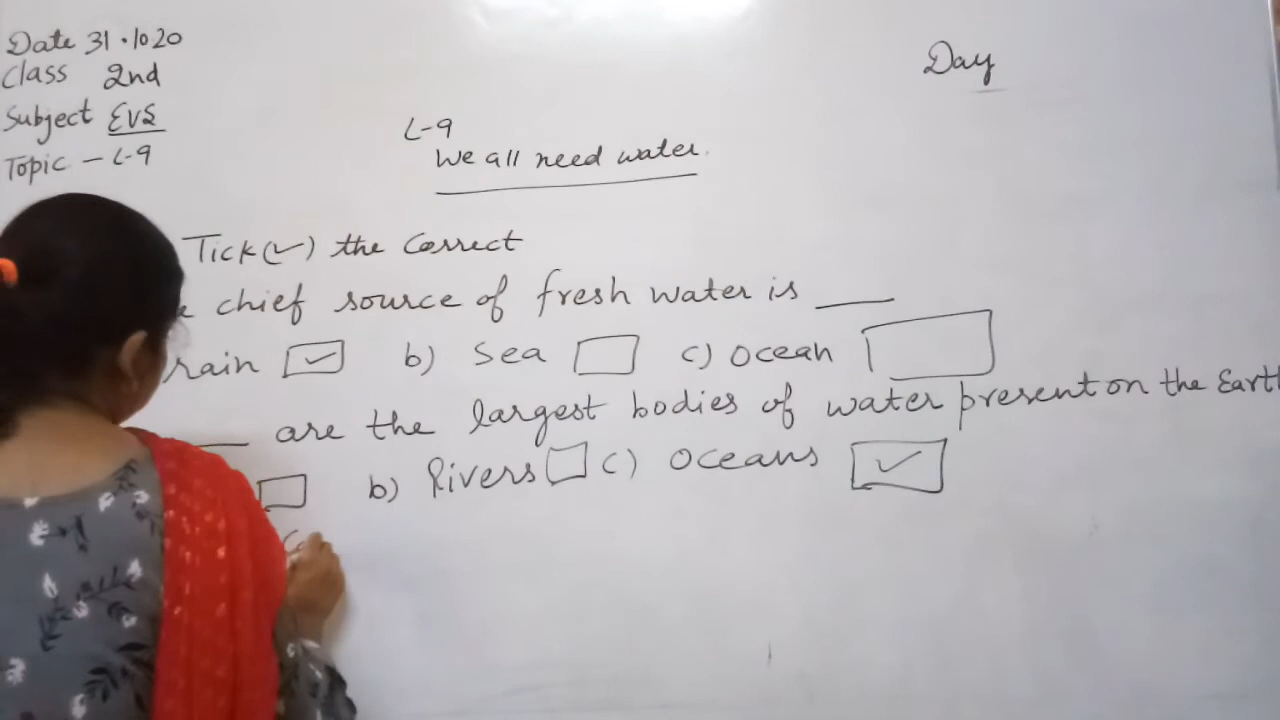 Date 31.10 20
Class 2nd
Subject EVS
Topic - L-9
Day
L-9
We all need water.
Tick (✓) the Correct
chief source of fresh water is ___
rain ✓ b) Sea c) Ocean
___ are the largest bodies of water present on the Earth
b) Rivers c) Oceans ✓